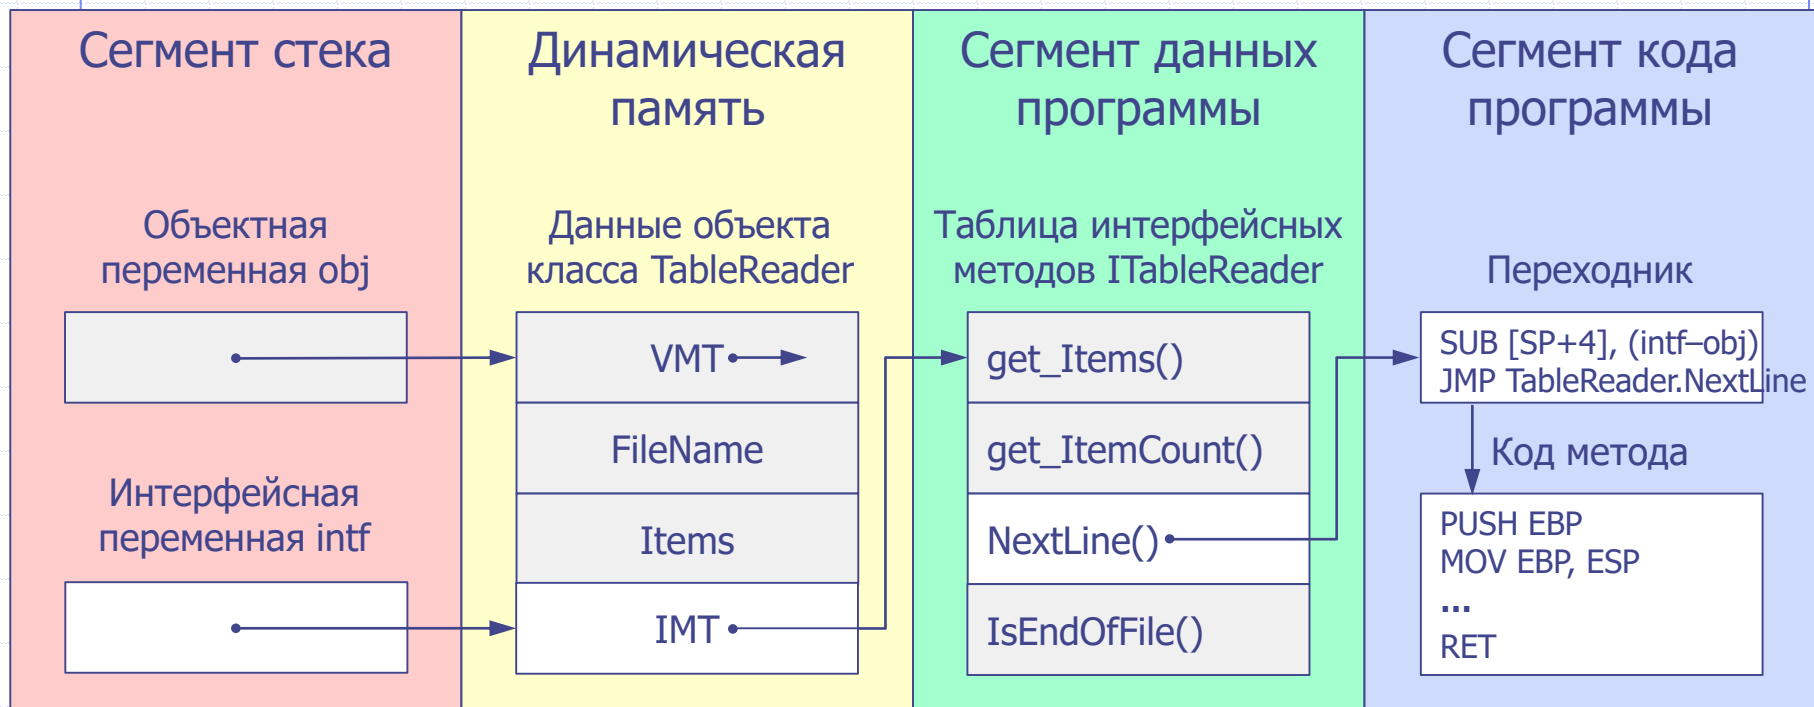 Сегмент стека
Объектная
переменная obj
Интерфейсная
переменная intf
Динамическая
память
Данные объекта
класса TableReader
VMT
FileName
Items
IMT
Сегмент данных
программы
Таблица интерфейсных
методов ITableReader
get_Items()
get_ItemCount()
NextLine()
IsEndOfFile()
Сегмент кода
программы
Переходник
SUB [SP+4], (intf–obj)
JMP TableReader.NextLine
Код метода
PUSH EBP
MOV EBP, ESP
...
RET